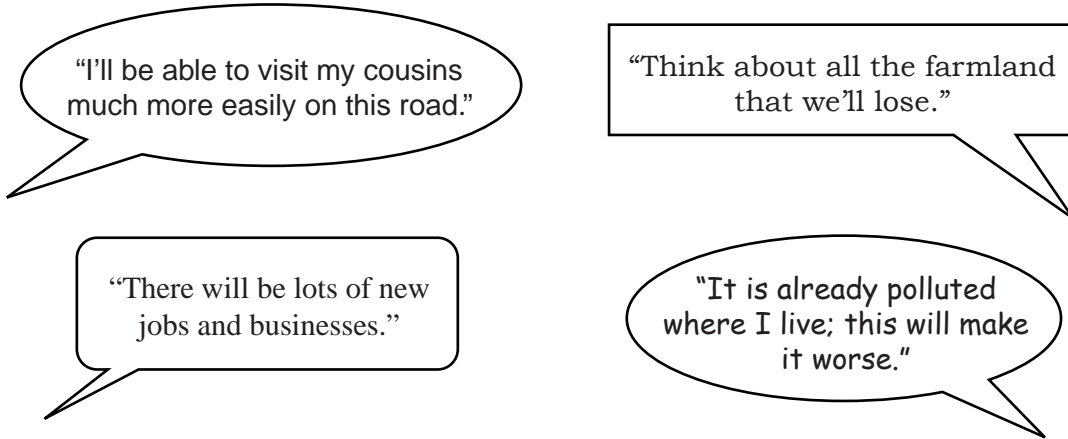 “I’ll be able to visit my cousins
much more easily on this road.”
“Think about all the farmland
that we’ll lose.”
“There will be lots of new
jobs and businesses.”
“It is already polluted
where I live; this will make
it worse.”